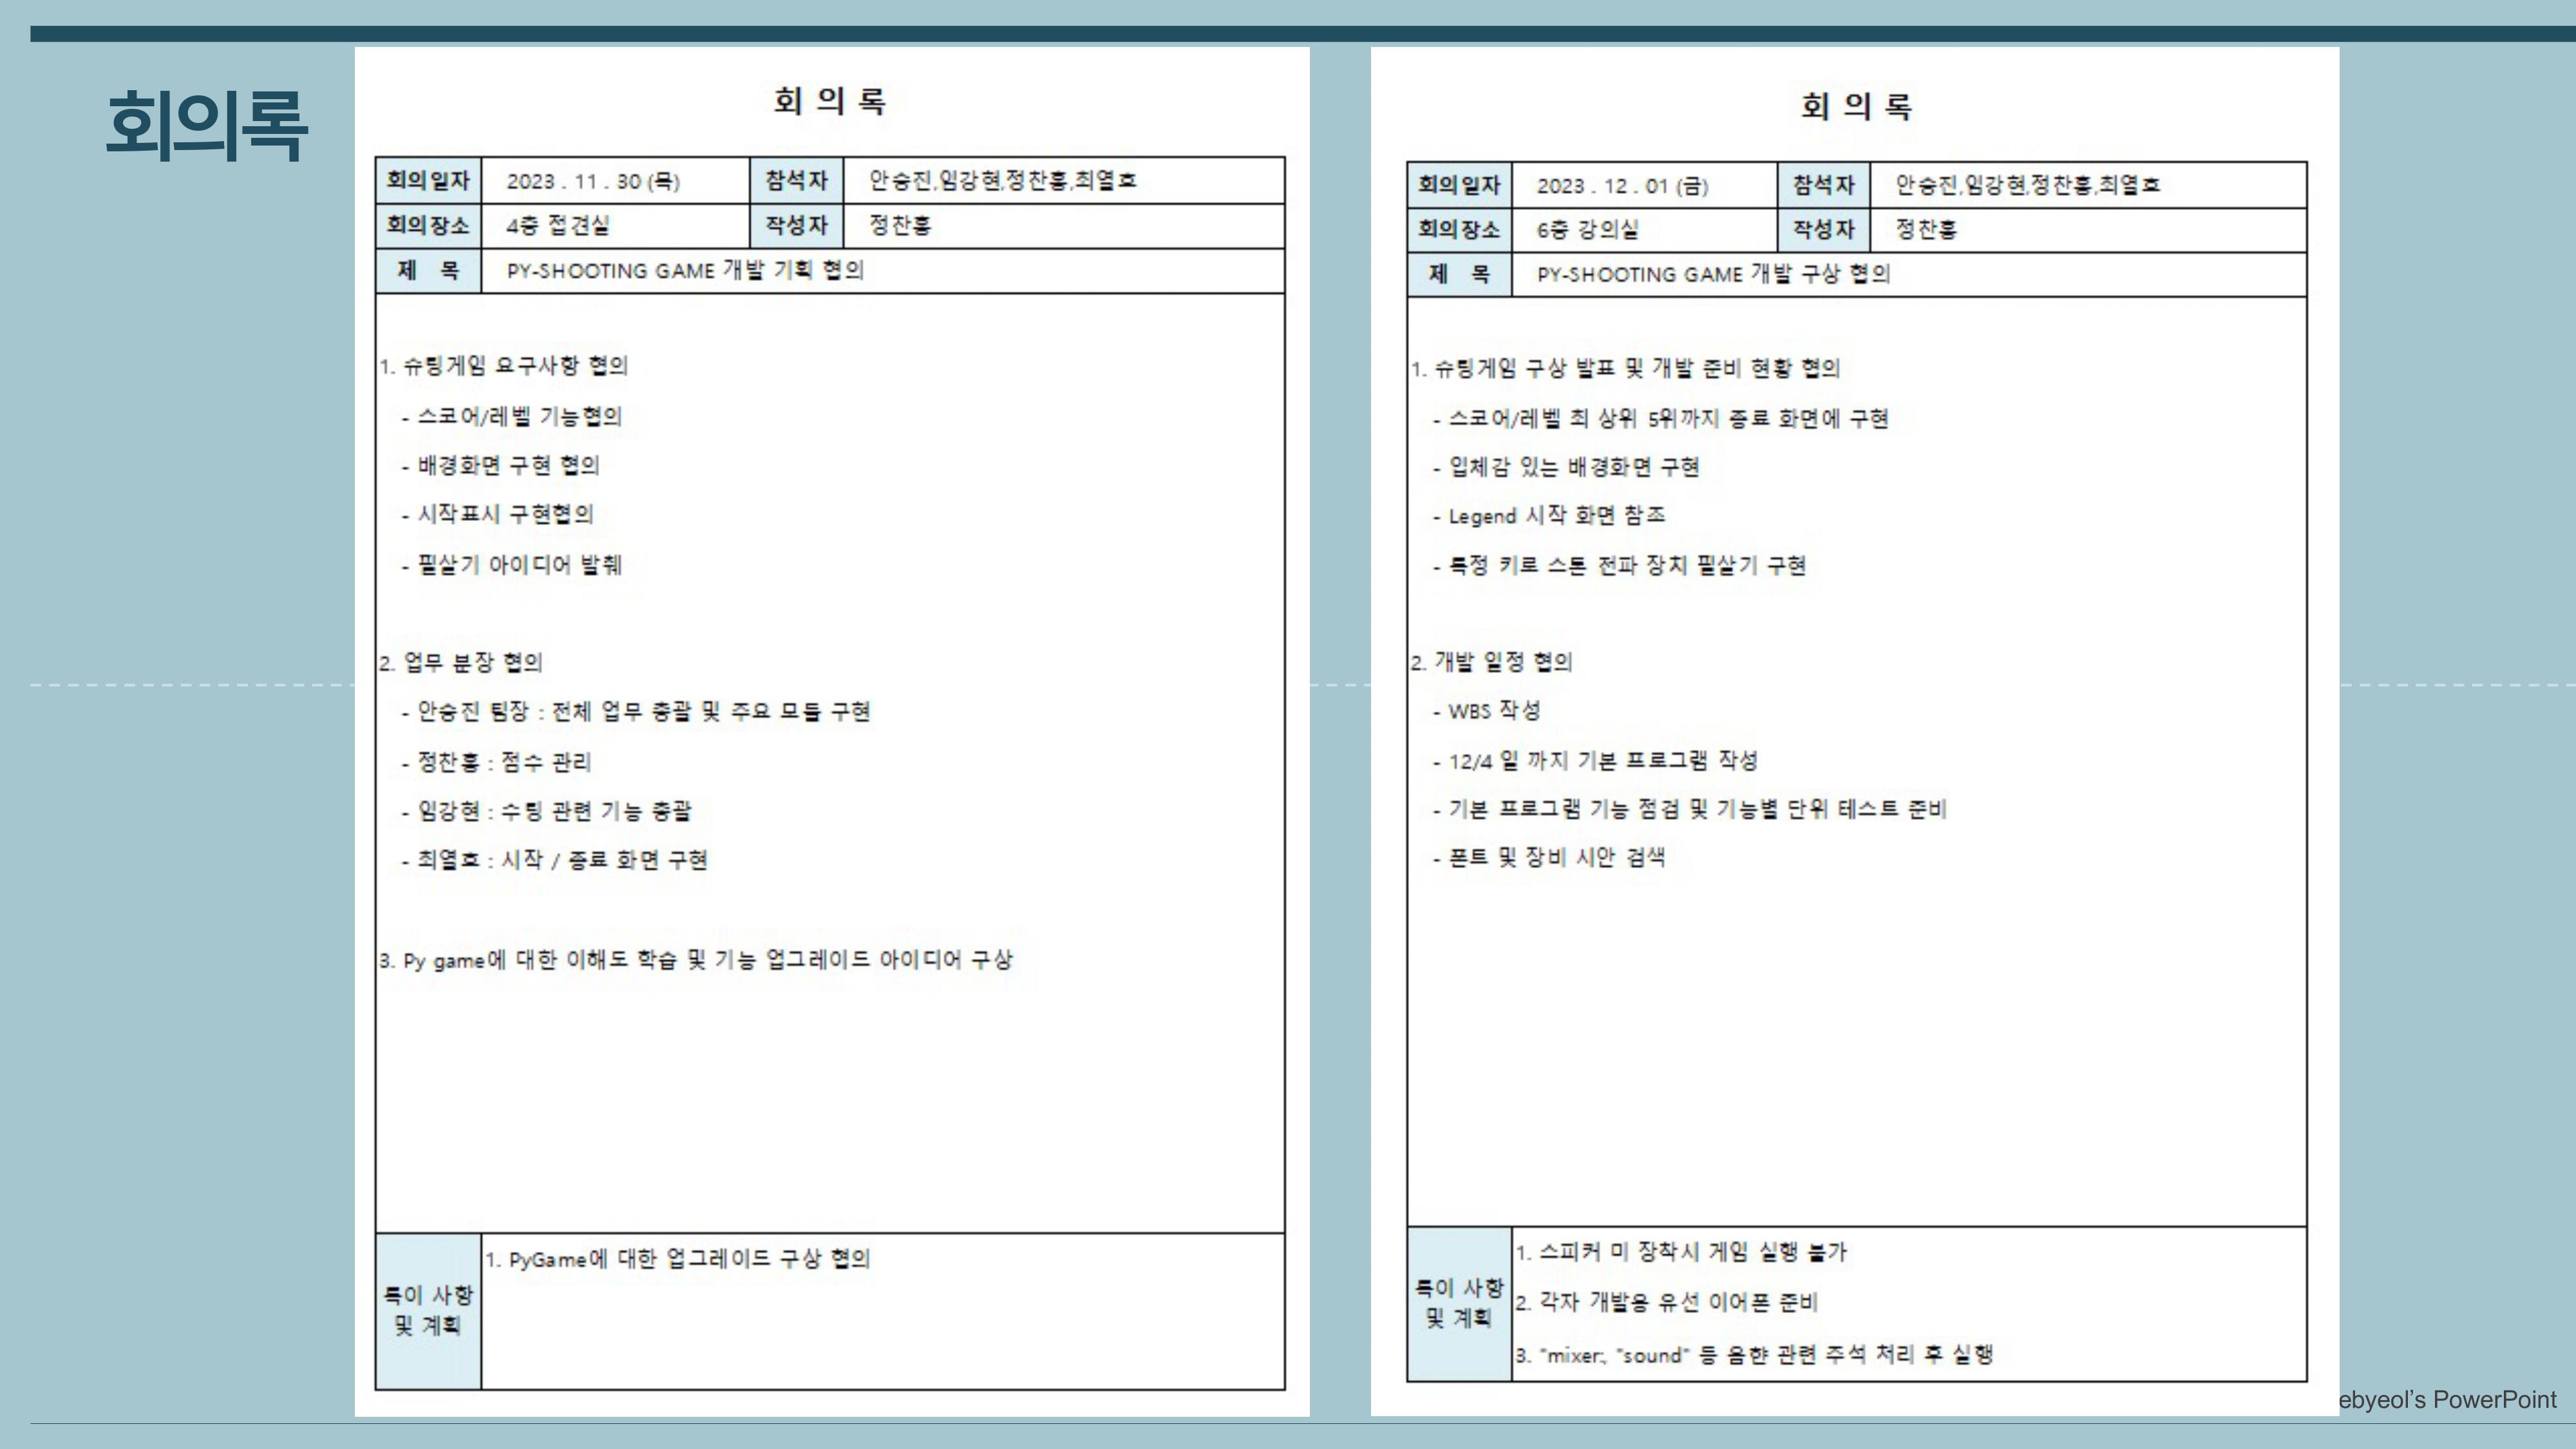 회의록
회 의 록
회의일자 2023 . 11 . 30 (목) 참석자 안승진,임강현,정찬홍,최열호
회의장소 4층 접견실 작성자 정찬홍
제 목 PY-SHOOTING GAME 개발 기획 협의
1. 슈팅게임 요구사항 협의
- 스코어/레벨 기능협의
- 배경화면 구현 협의
- 시작표시 구현협의
- 필살기 아이디어 발췌
2. 업무 분장 협의
- 안승진 팀장 : 전체 업무 총괄 및 주요 모듈 구현
- 정찬홍 : 점수 관리
- 임강현 : 수팅 관련 기능 총괄
- 최열호 : 시작 / 종료 화면 구현
3. Py game에 대한 이해도 학습 및 기능 업그레이드 아이디어 구상
특이 사항
및 계획
1. PyGame에 대한 업그레이드 구상 협의
회 의 록
회의일자 2023 . 12 . 01 (금) 참석자 안승진,임강현,정찬홍,최열호
회의장소 6층 강의실 작성자 정찬홍
제 목 PY-SHOOTING GAME 개발 구상 협의
1. 슈팅게임 구상 발표 및 개발 준비 현황 협의
- 스코어/레벨 최 상위 5위까지 종료 화면에 구현
- 입체감 있는 배경화면 구현
- Legend 시작 화면 참조
- 특정 키로 스톤 전파 장치 필살기 구현
2. 개발 일정 협의
- WBS 작성
- 12/4 일 까지 기본 프로그램 작성
- 기본 프로그램 기능 점검 및 기능별 단위 테스트 준비
- 폰트 및 장비 시안 검색
특이 사항
및 계획
1. 스피커 미 장착시 게임 실행 불가
2. 각자 개발용 유선 이어폰 준비
3. "mixer;, "sound" 등 음햔 관련 주석 처리 후 실행
ebyeol's PowerPoint